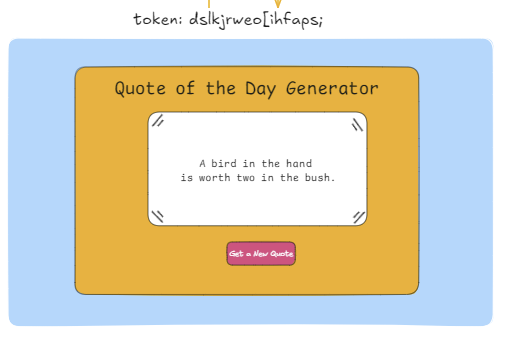 token: dslkjrweo[ihfaps;
Quote of the Day Generator
A bird in the hand
is worth two in the bush.
Get a New Quote